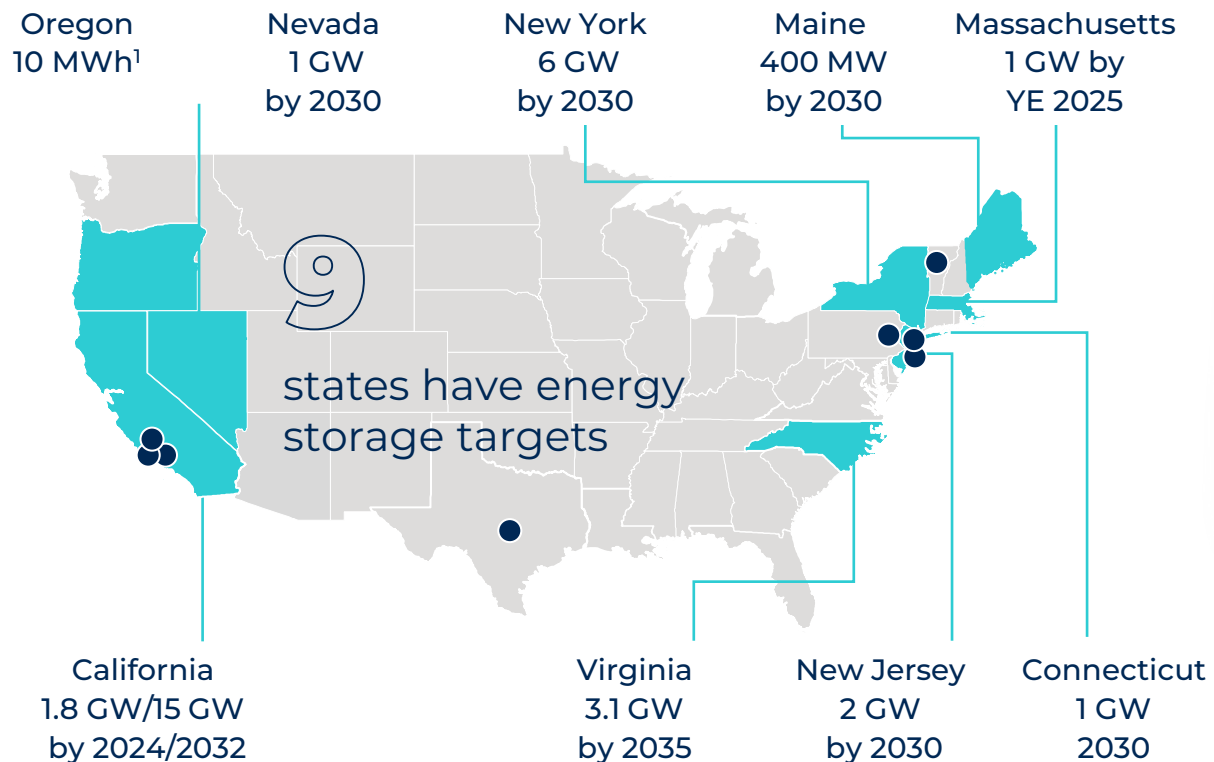 Oregon
10 MWh¹
Nevada
1 GW
by 2030
New York
6 GW
by 2030
Maine
400 MW
by 2030
Massachusetts
1 GW by
YE 2025
9
states have energy
storage targets
California
1.8 GW/15 GW
by 2024/2032
Virginia
3.1 GW
by 2035
New Jersey
2 GW
by 2030
Connecticut
1 GW
2030